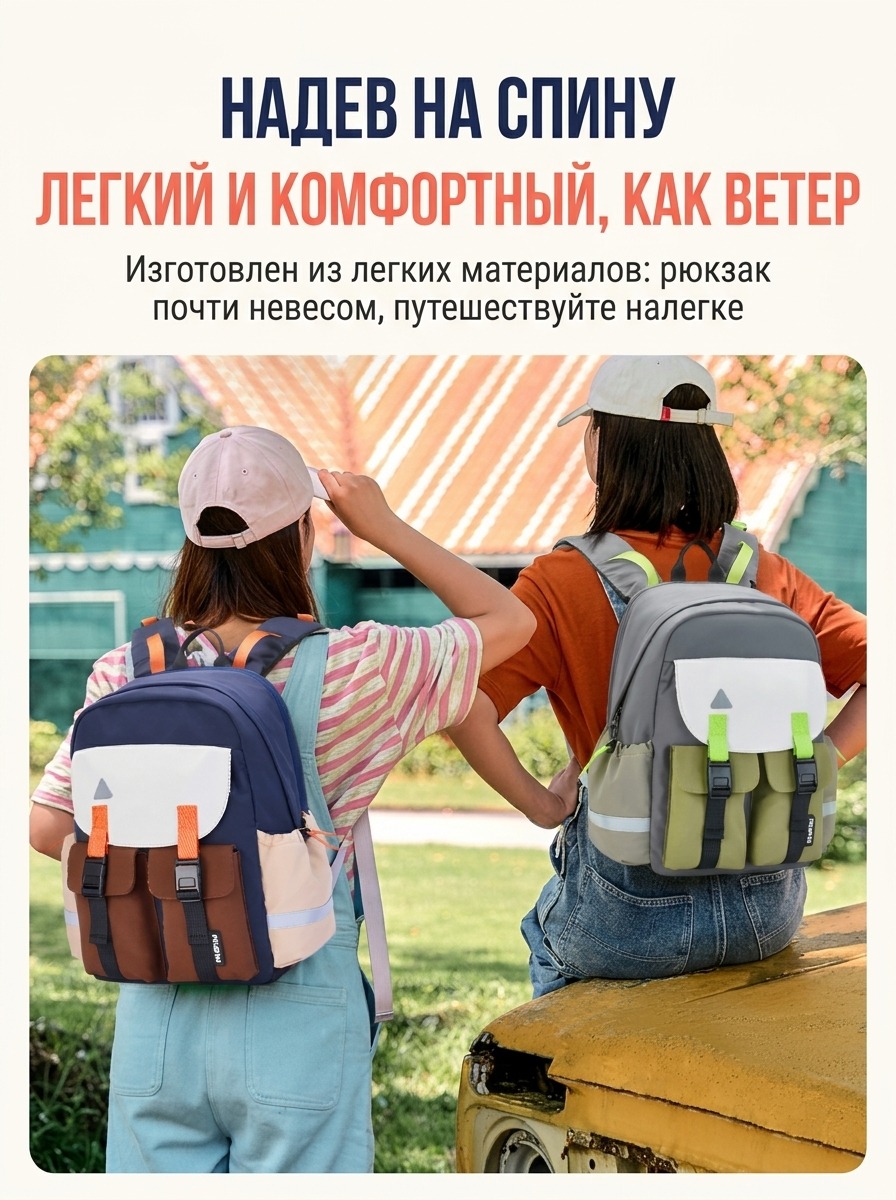 НАДЕВ НА СПИНУ
ЛЕГКИЙ И КОМФОРТНЫЙ, КАК ВЕТЕР
Изготовлен из легких материалов: рюкзак
почти невесом, путешествуйте налегке